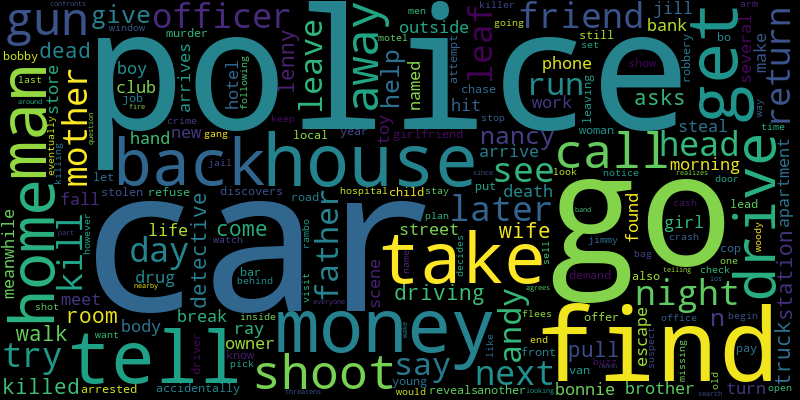 confronts
gun officer give friend jill arm
window men going killer
bobby dead murder police outside bank set bo
last boy arrives hotel lenny leave away motel attempt leaf phone still robbery several show
club following help named chase run make
around store job fire toy hit work asks get return
man mother hand new crime keep girlfriend stop nancy leaving steal way
eventually killing question gang local year arrive woman call head time
let jail back house see since look notice morning
home stolen refuse discovers road hospital child stay put death door apartment
meanwhile fall detective father street plan later found cash lead drive
kill life come car watch wife band girl crash woody
however part day bar behind rambo scene name take go jimmy cop one
meet drug nearby visit everyone driving decides sell bag also telling check los station
shot room body inside money agrees flees demand night truck
walk break ray driver andy n office begin
want owner know end offer escape suspect missing pay
try tell pick shoot say like front pull find buzz
killed accidentally young next van old
arrested would reveals another looking bonnie brother turn open
threatens search
realizes